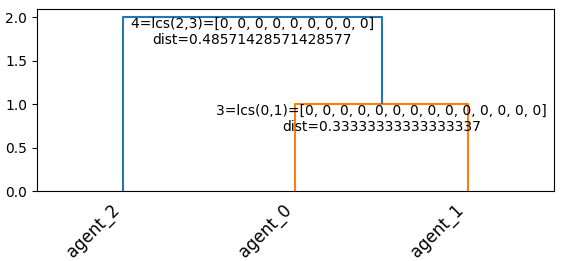 2.0
1.5
1.0
0.5
0.0
4=lcs(2,3)=[0, 0, 0, 0, 0, 0, 0, 0, 0]
dist=0.48571428571428577
3=lcs(0,1)=[0, 0, 0, 0, 0, 0, 0, 0, 0, 0, 0, 0, 0, 0]
dist=0.33333333333333337
agent_2
agent_0
agent_1